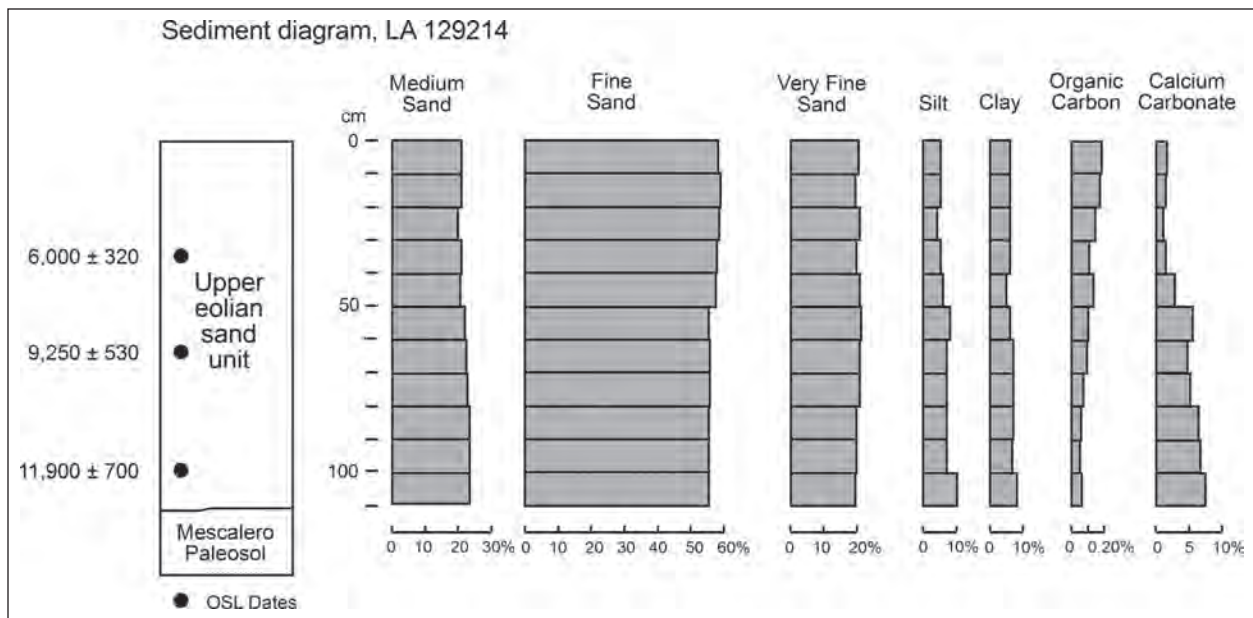 Sediment diagram, LA 129214
Medium
Sand
Fine
Sand
Very Fine
Sand
Silt
Clay
Organic
Carbon
Calcium
Carbonate
cm
0
50
100
6,000 ± 320
9,250 ± 530
11,900 ± 700
Upper
eolian
sand
unit
Mescalero
Paleosol
OSL Dates
0 10 20 30%
0 10 20 30 40 50 60%
0 10 20%
0 10%
0 10%
0 0.20%
0 5 10%